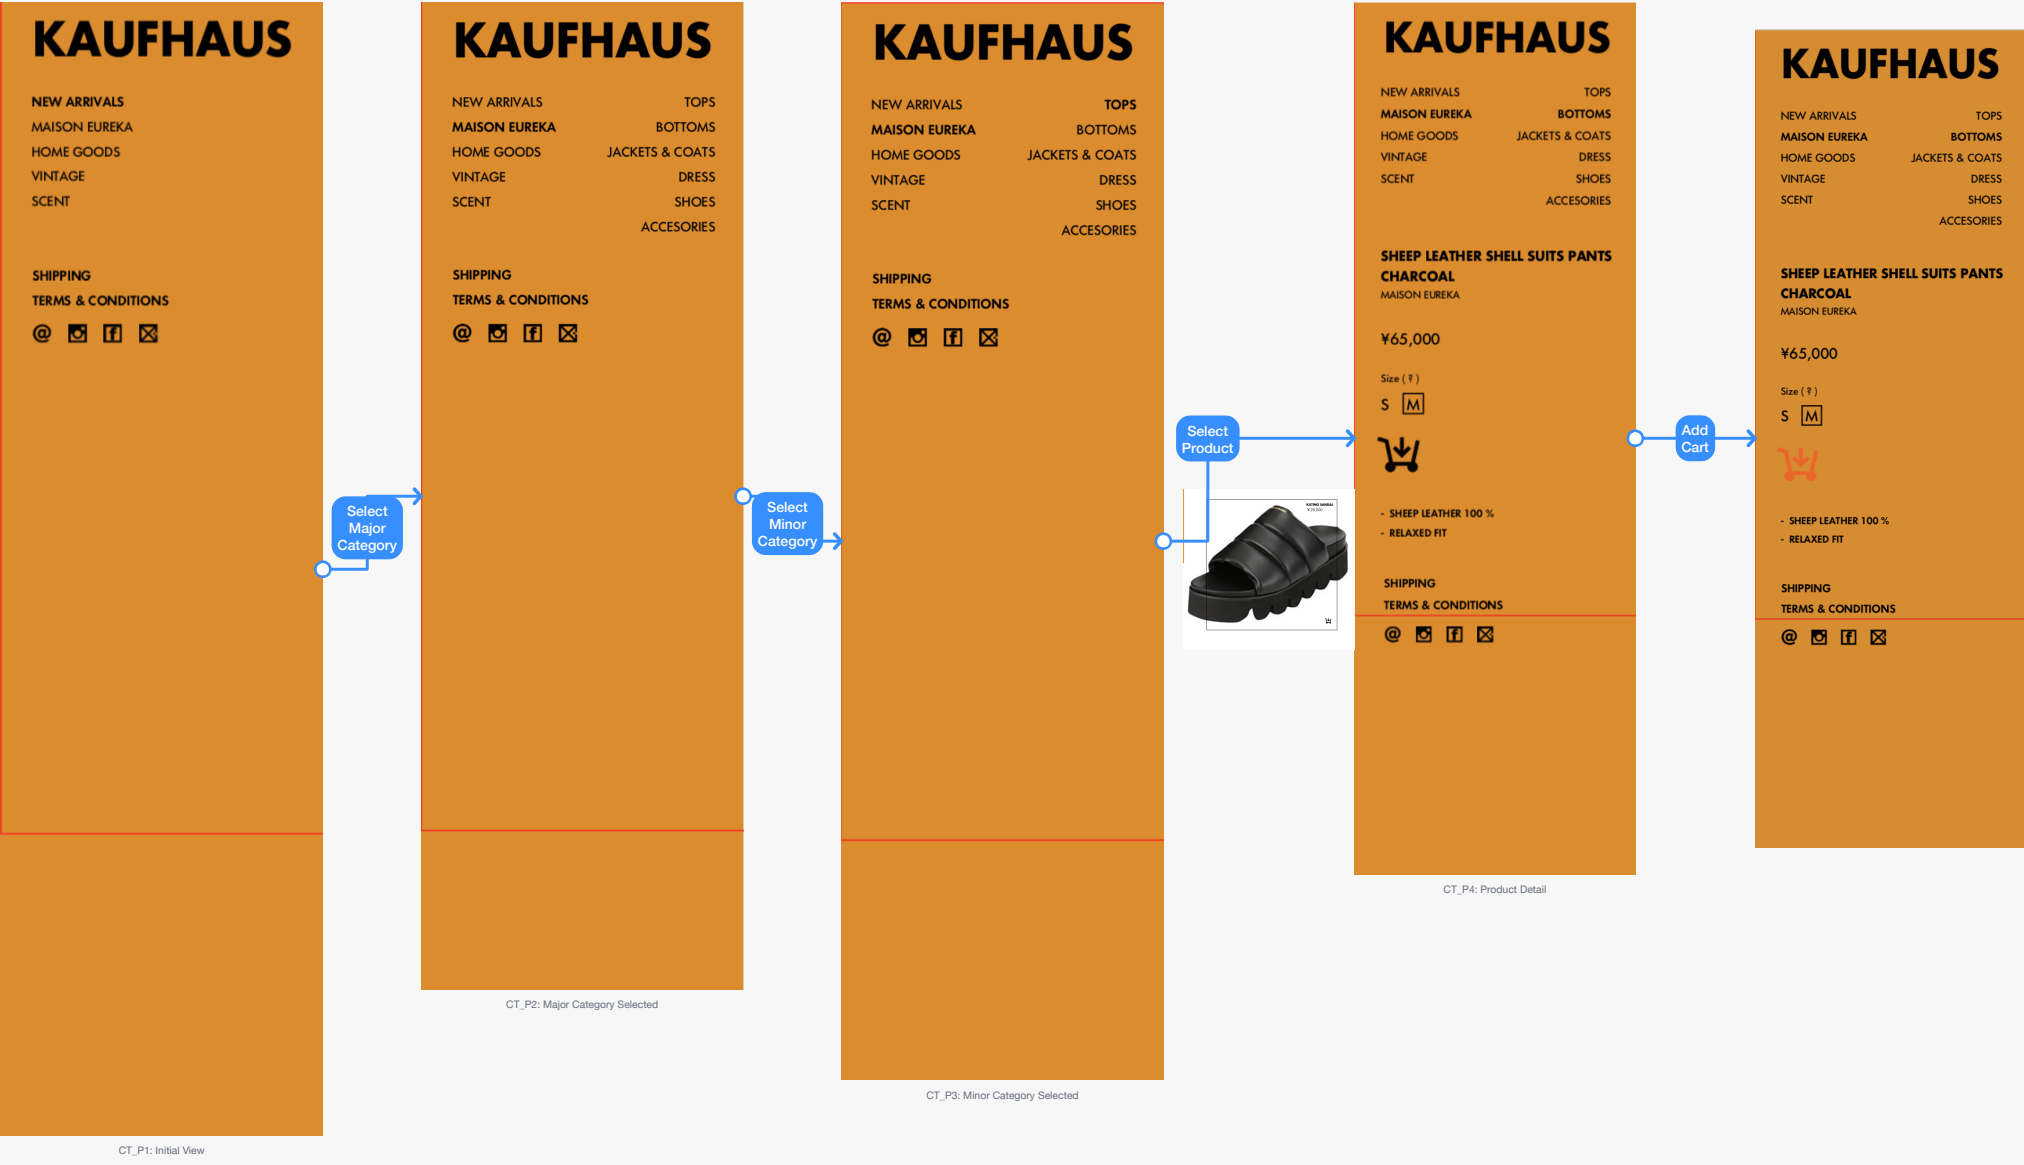 KAUFHAUS
NEW ARRIVALS
MAISON EUREKA
HOME GOODS
VINTAGE
SCENT
SHIPPING
TERMS & CONDITIONS
@
CT_P1: Initial View
Select
Major
Category
KAUFHAUS
NEW ARRIVALS TOPS
MAISON EUREKA BOTTOMS
HOME GOODS JACKETS & COATS
VINTAGE DRESS
SCENT SHOES
ACCESORIES
SHIPPING
TERMS & CONDITIONS
@ f
CT_P2: Major Category Selected
Select
Minor
Category
KAUFHAUS
NEW ARRIVALS TOPS
MAISON EUREKA BOTTOMS
HOME GOODS JACKETS & COATS
VINTAGE DRESS
SCENT SHOES
ACCESORIES
SHIPPING
TERMS & CONDITIONS
@ f
CT_P3: Minor Category Selected
Select
Product
KAUFHAUS
NEW ARRIVALS TOPS
MAISON EUREKA BOTTOMS
HOME GOODS JACKETS & COATS
VINTAGE DRESS
SCENT SHOES
ACCESORIES
SHEEP LEATHER SHELL SUITS PANTS
CHARCOAL
MAISON EUREKA
¥65,000
Size ( ? )
S M
- SHEEP LEATHER 100 %
- RELAXED FIT
SHIPPING
TERMS & CONDITIONS
@ f
CT_P4: Product Detail
Add
Cart
KAUFHAUS
NEW ARRIVALS TOPS
MAISON EUREKA BOTTOMS
HOME GOODS JACKETS & COATS
VINTAGE DRESS
SCENT SHOES
ACCESORIES
SHEEP LEATHER SHELL SUITS PANTS
CHARCOAL
MAISON EUREKA
¥65,000
Size ( ? )
S M
- SHEEP LEATHER 100 %
- RELAXED FIT
SHIPPING
TERMS & CONDITIONS
@ f